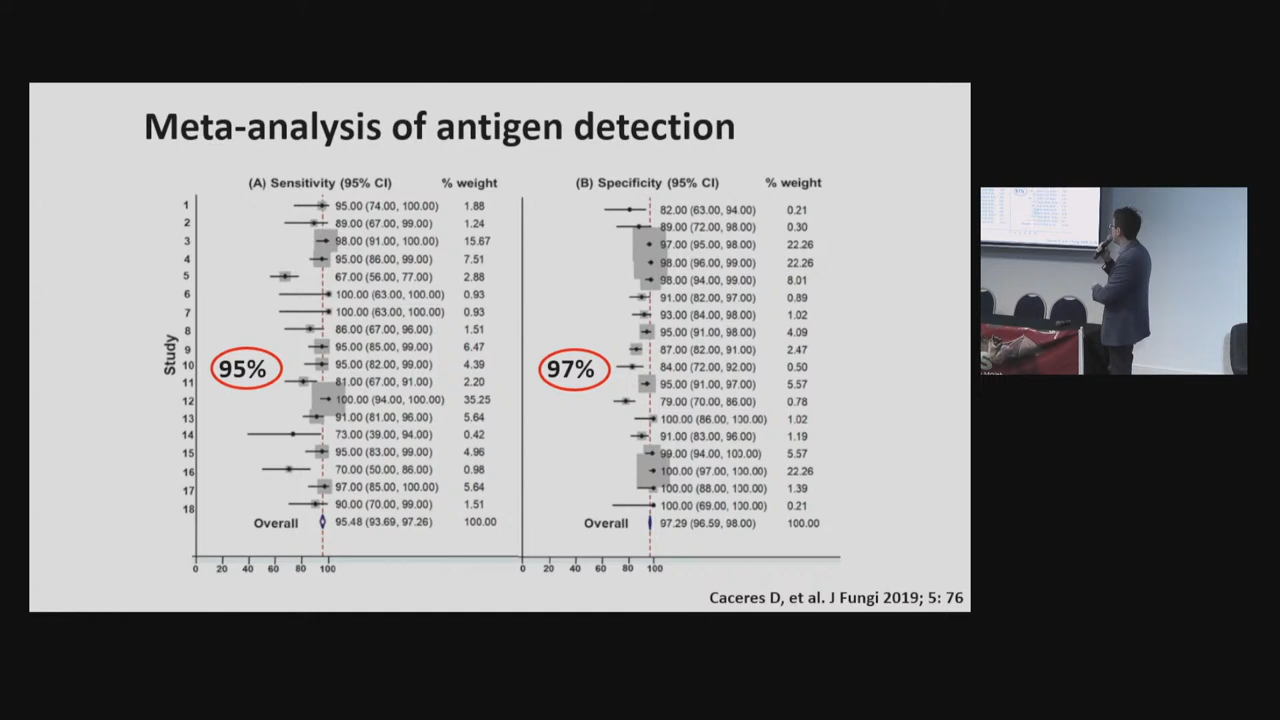 Meta-analysis of antigen detection
(A) Sensitivity (95% CI) % weight (B) Specificity (95% CI) % weight
1 95.00 (74.00, 100.00) 1.88 82.00 (63.00, 94.00) 0.21
2 89.00 (67.00, 99.00) 1.24 89.00 (72.00, 98.00) 0.30
3 98.00 (91.00, 100.00) 15.67 97.00 (95.00, 98.00) 22.26
4 95.00 (86.00, 99.00) 7.51 98.00 (96.00, 99.00) 22.26
5 67.00 (56.00, 77.00) 2.88 98.00 (94.00, 99.00) 8.01
6 100.00 (63.00, 100.00) 0.93 91.00 (82.00, 97.00) 0.89
7 100.00 (63.00, 100.00) 0.93 93.00 (84.00, 98.00) 1.02
8 86.00 (67.00, 96.00) 1.51 95.00 (91.00, 98.00) 4.09
9 95.00 (85.00, 99.00) 6.47 87.00 (82.00, 91.00) 2.47
Study 10 95% 95.00 (82.00, 99.00) 4.39 97% 84.00 (72.00, 92.00) 0.50
11 81.00 (67.00, 91.00) 2.20 95.00 (91.00, 97.00) 5.57
12 100.00 (94.00, 100.00) 35.25 79.00 (70.00, 86.00) 0.78
13 91.00 (81.00, 96.00) 5.64 100.00 (86.00, 100.00) 1.02
14 73.00 (39.00, 94.00) 0.42 91.00 (83.00, 96.00) 1.19
15 95.00 (83.00, 99.00) 4.96 99.00 (94.00, 100.00) 5.57
16 70.00 (50.00, 86.00) 0.98 100.00 (97.00, 100.00) 22.26
17 97.00 (85.00, 100.00) 5.64 100.00 (88.00, 100.00) 1.39
18 90.00 (70.00, 99.00) 1.51 100.00 (69.00, 100.00) 0.21
Overall 95.48 (93.69, 97.26) 100.00 Overall 97.29 (96.59, 98.00) 100.00
0 20 40 60 80 100 0 20 40 60 80 100
Caceres D, et al. J Fungi 2019; 5: 76